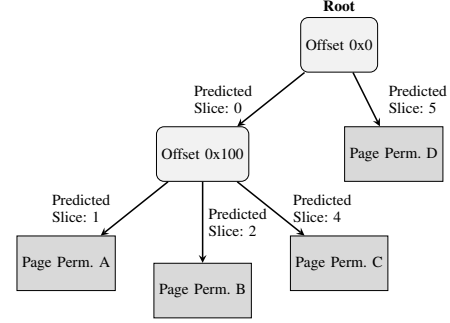 Root
Offset 0x0
Predicted
Slice: 0
Predicted
Slice: 5
Offset 0x100
Page Perm. D
Predicted
Slice: 1
Predicted
Slice: 2
Predicted
Slice: 4
Page Perm. A
Page Perm. B
Page Perm. C